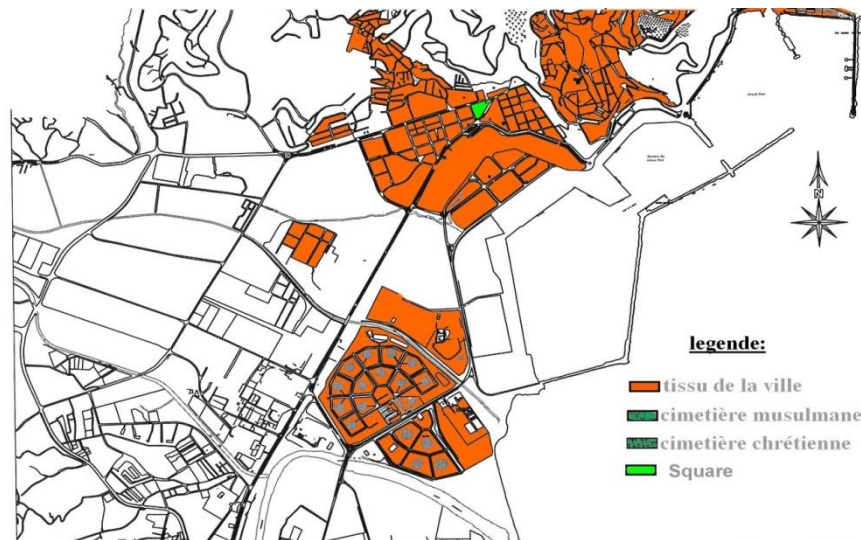 N
legende:
tissu de la ville
cimetière musulmane
cimetière chrétienne
Square